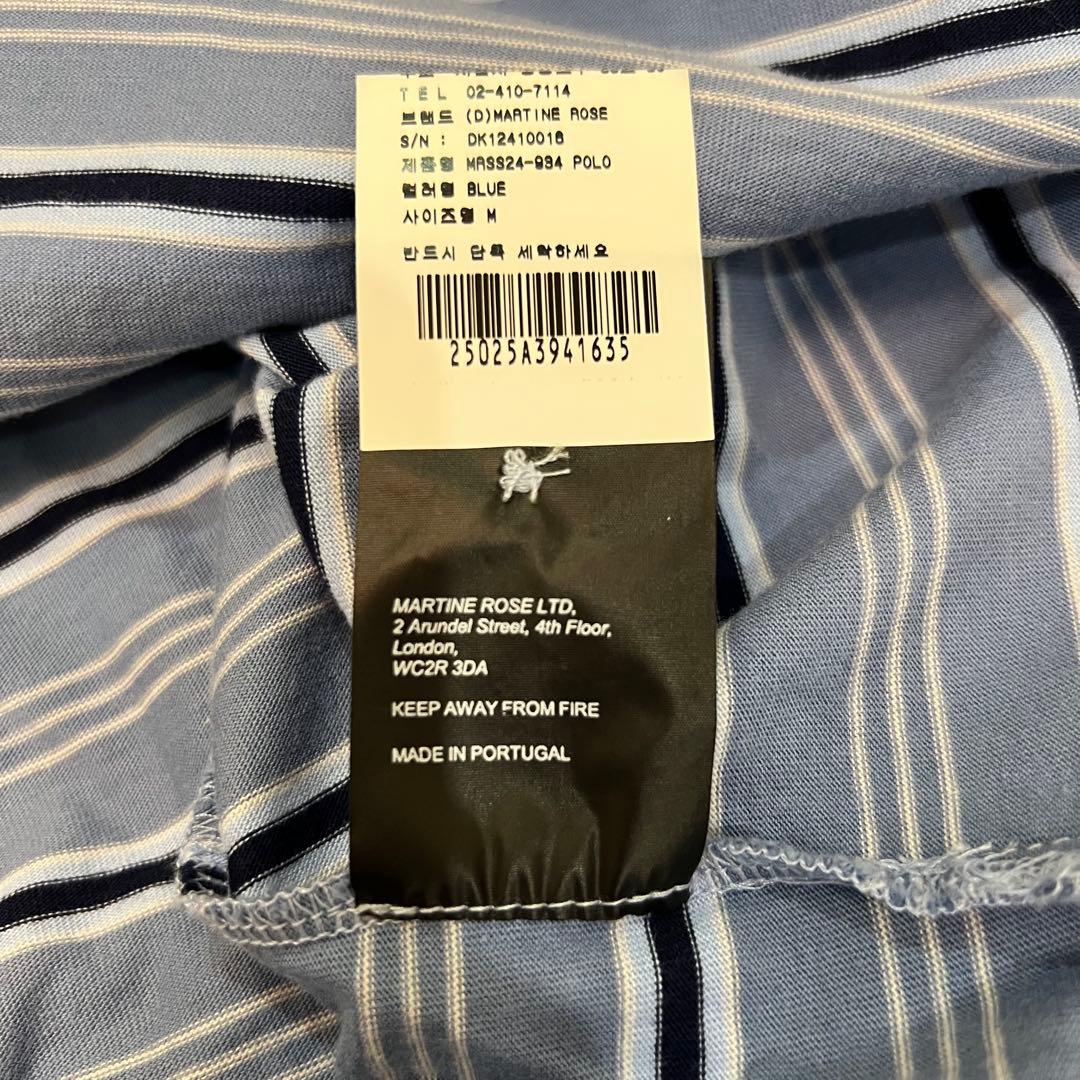 TEL 02-410-7114
브랜드 (D)MARTINE ROSE
S/N : DK12410016
제품명 MRSS24-934 POLO
컬러명 BLUE
사이즈명 M
반드시 단독 세탁하세요
25025A3941635
MARTINE ROSE LTD,
2 Arundel Street, 4th Floor,
London,
WC2R 3DA
KEEP AWAY FROM FIRE
MADE IN PORTUGAL